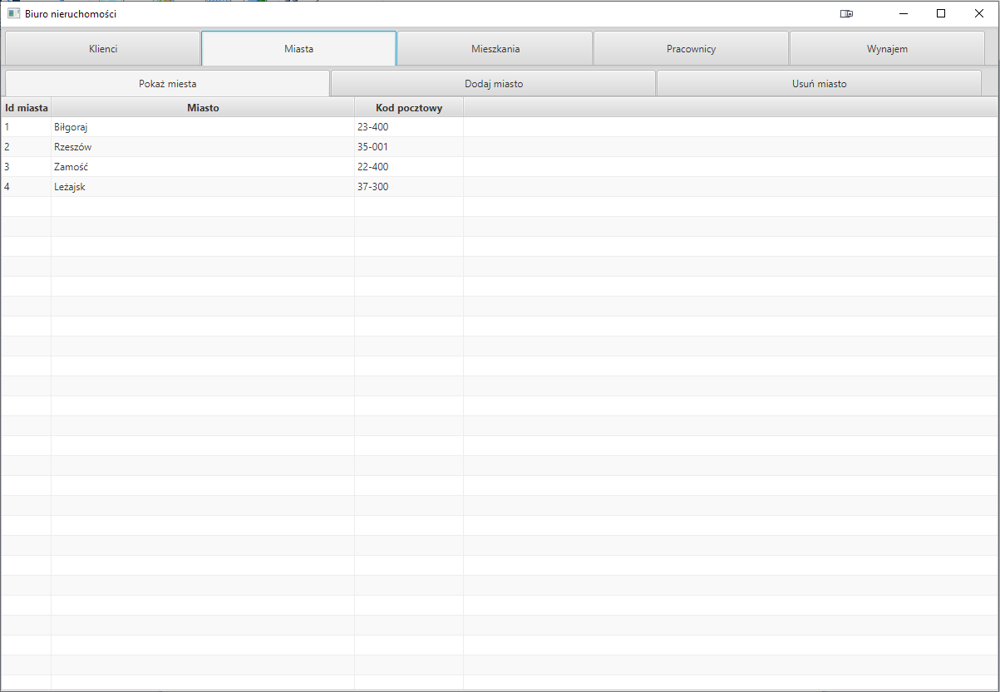 Biuro nieruchomości
Klienci Miasta Mieszkania Pracownicy Wynajem
Pokaż miesta Dodaj miasto Usuń miasto
Id miasta Miasto Kod pocztowy
1 Biłgoraj 23-400
2 Rzeszów 35-001
3 Zamość 22-400
4 Leżajsk 37-300